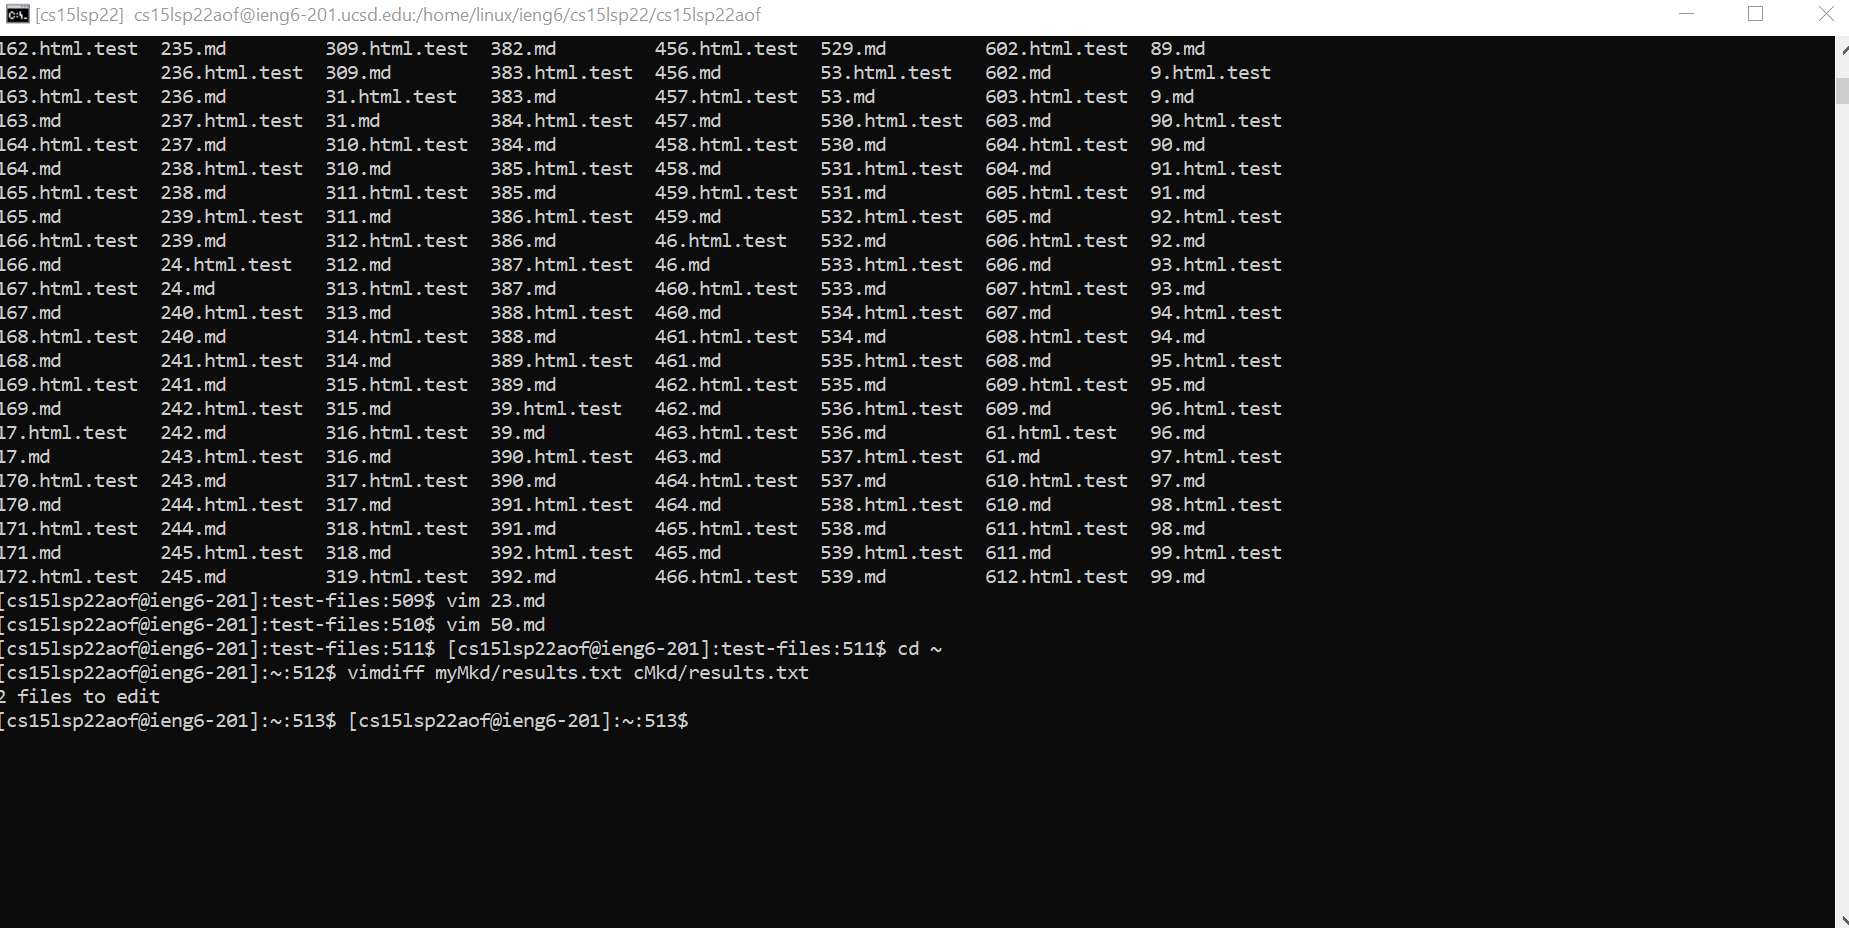 [cs15lsp22] cs15lsp22aof@ieng6-201.ucsd.edu:/home/linux/ieng6/cs15lsp22/cs15lsp22aof
162.html.test  235.md         309.html.test  382.md         456.html.test  529.md         602.html.test  89.md
162.md         236.html.test  309.md         383.html.test  456.md         53.html.test   602.md         9.html.test
163.html.test  236.md         31.html.test   383.md         457.html.test  53.md          603.html.test  9.md
163.md         237.html.test  31.md          384.html.test  457.md         530.html.test  603.md         90.html.test
164.html.test  237.md         310.html.test  384.md         458.html.test  530.md         604.html.test  90.md
164.md         238.html.test  310.md         385.html.test  458.md         531.html.test  604.md         91.html.test
165.html.test  238.md         311.html.test  385.md         459.html.test  531.md         605.html.test  91.md
165.md         239.html.test  311.md         386.html.test  459.md         532.html.test  605.md         92.html.test
166.html.test  239.md         312.html.test  386.md         46.html.test   532.md         606.html.test  92.md
166.md         24.html.test   312.md         387.html.test  46.md          533.html.test  606.md         93.html.test
167.html.test  24.md          313.html.test  387.md         460.html.test  533.md         607.html.test  93.md
167.md         240.html.test  313.md         388.html.test  460.md         534.html.test  607.md         94.html.test
168.html.test  240.md         314.html.test  388.md         461.html.test  534.md         608.html.test  94.md
168.md         241.html.test  314.md         389.html.test  461.md         535.html.test  608.md         95.html.test
169.html.test  241.md         315.html.test  389.md         462.html.test  535.md         609.html.test  95.md
169.md         242.html.test  315.md         39.html.test   462.md         536.html.test  609.md         96.html.test
17.html.test   242.md         316.html.test  39.md          463.html.test  536.md         61.html.test   96.md
17.md          243.html.test  316.md         390.html.test  463.md         537.html.test  61.md          97.html.test
170.html.test  243.md         317.html.test  390.md         464.html.test  537.md         610.html.test  97.md
170.md         244.html.test  317.md         391.html.test  464.md         538.html.test  610.md         98.html.test
171.html.test  244.md         318.html.test  391.md         465.html.test  538.md         611.html.test  98.md
171.md         245.html.test  318.md         392.html.test  465.md         539.html.test  611.md         99.html.test
172.html.test  245.md         319.html.test  392.md         466.html.test  539.md         612.html.test  99.md
[cs15lsp22aof@ieng6-201]:test-files:509$ vim 23.md
[cs15lsp22aof@ieng6-201]:test-files:510$ vim 50.md
[cs15lsp22aof@ieng6-201]:test-files:511$ [cs15lsp22aof@ieng6-201]:test-files:511$ cd ~
[cs15lsp22aof@ieng6-201]:~:512$ vimdiff myMkd/results.txt cMkd/results.txt
2 files to edit
[cs15lsp22aof@ieng6-201]:~:513$ [cs15lsp22aof@ieng6-201]:~:513$